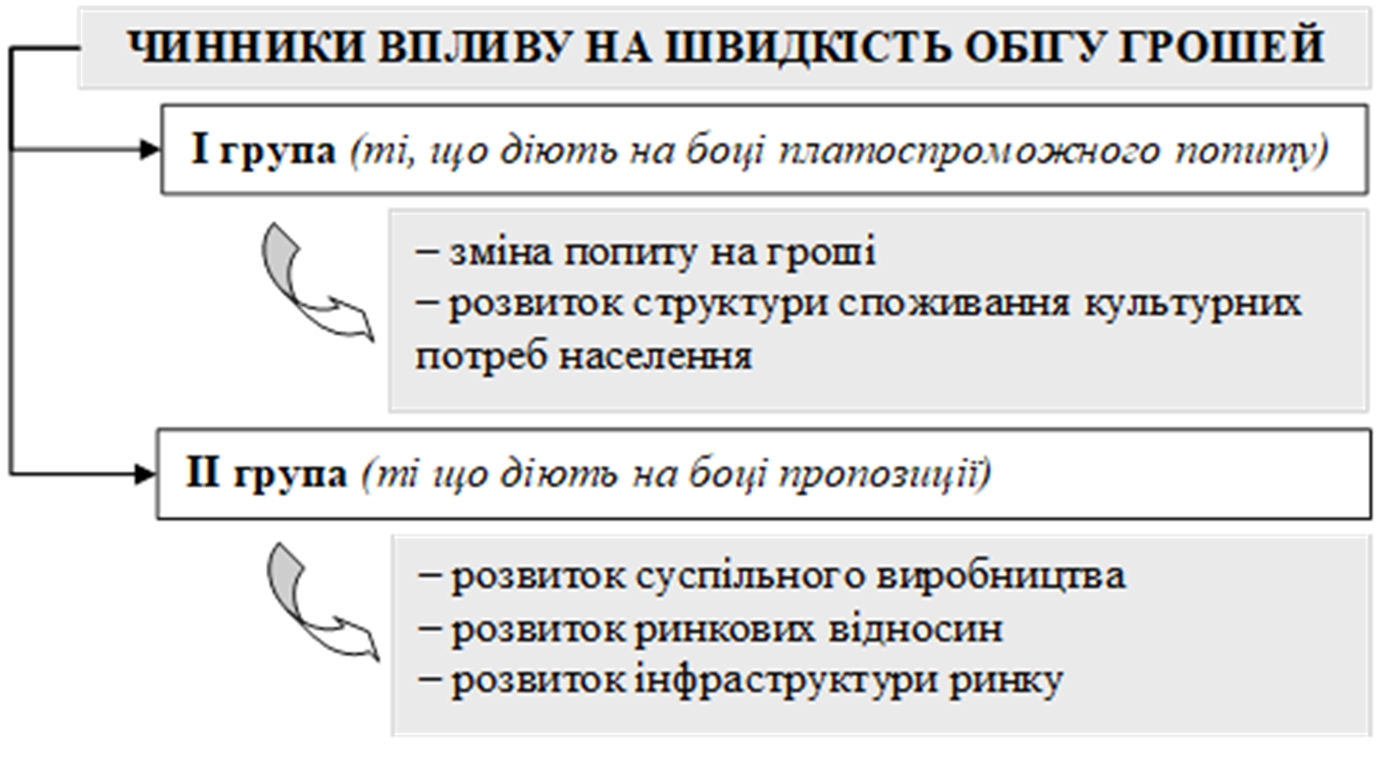 ЧИННИКИ ВПЛИВУ НА ШВИДКІСТЬ ОБІГУ ГРОШЕЙ
І група (ті, що діють на боці платоспроможного попиту)
– зміна попиту на гроші
– розвиток структури споживання культурних
потреб населення
ІІ група (ті що діють на боці пропозиції)
– розвиток суспільного виробництва
– розвиток ринкових відносин
– розвиток інфраструктури ринку